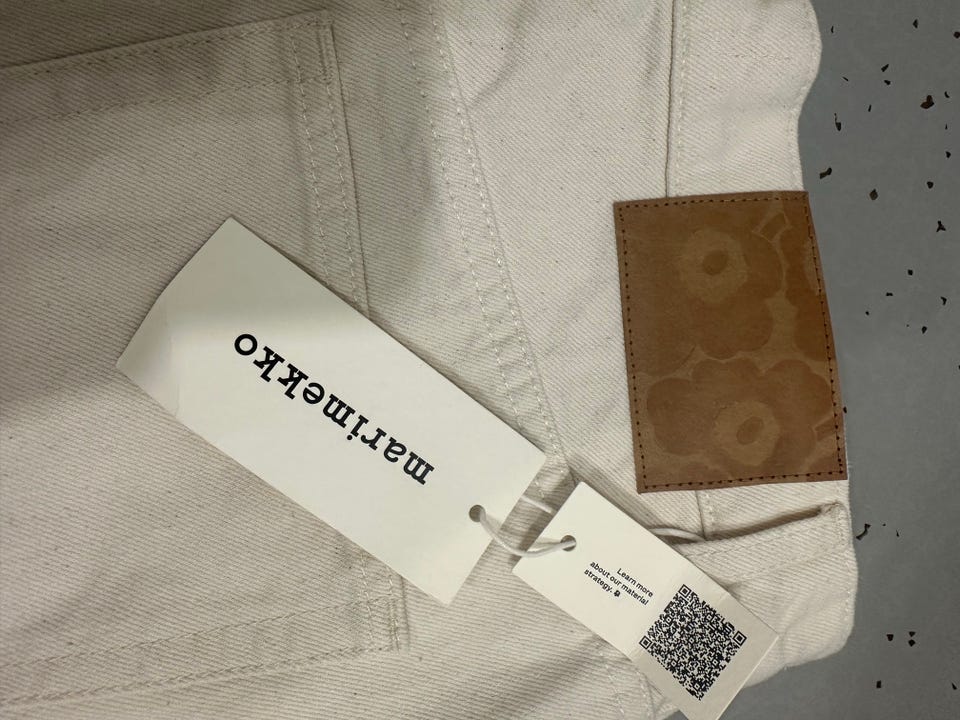 marimekko
Learn more
about our material
strategy.